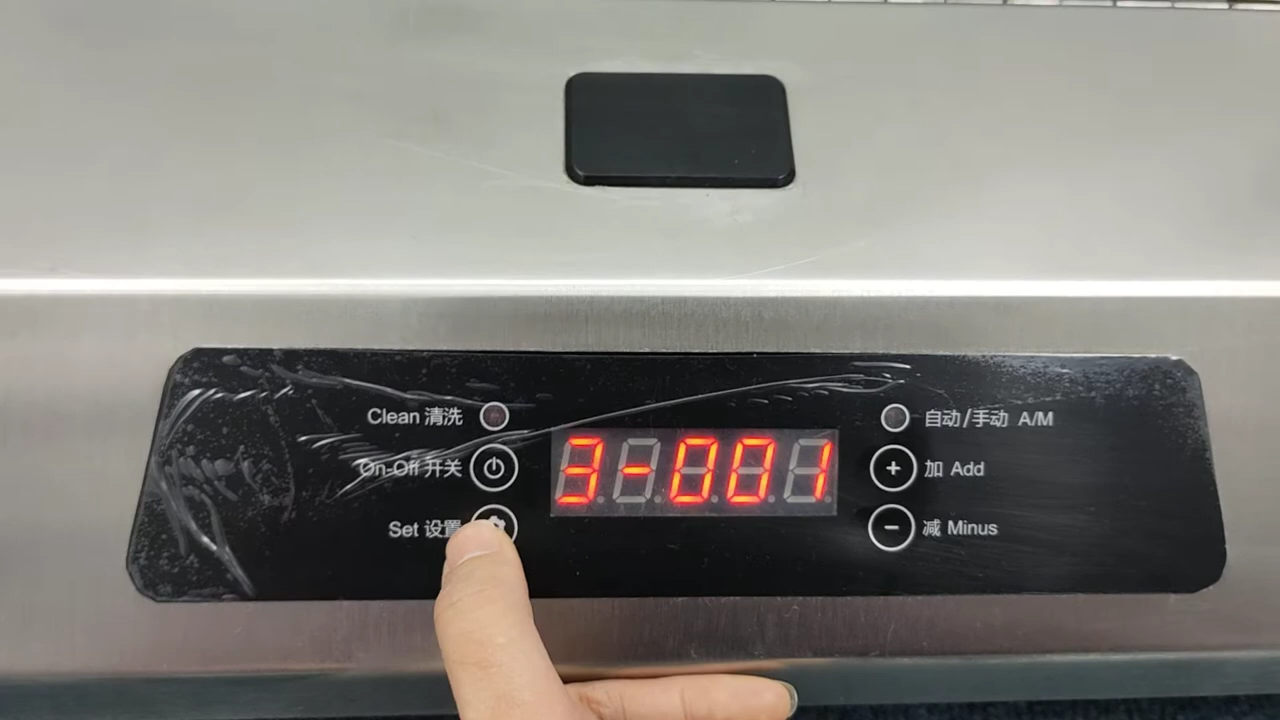 Clean 清洗
On-Off 开关
Set 设置
3-001
自动/手动 A/M
加 Add
减 Minus